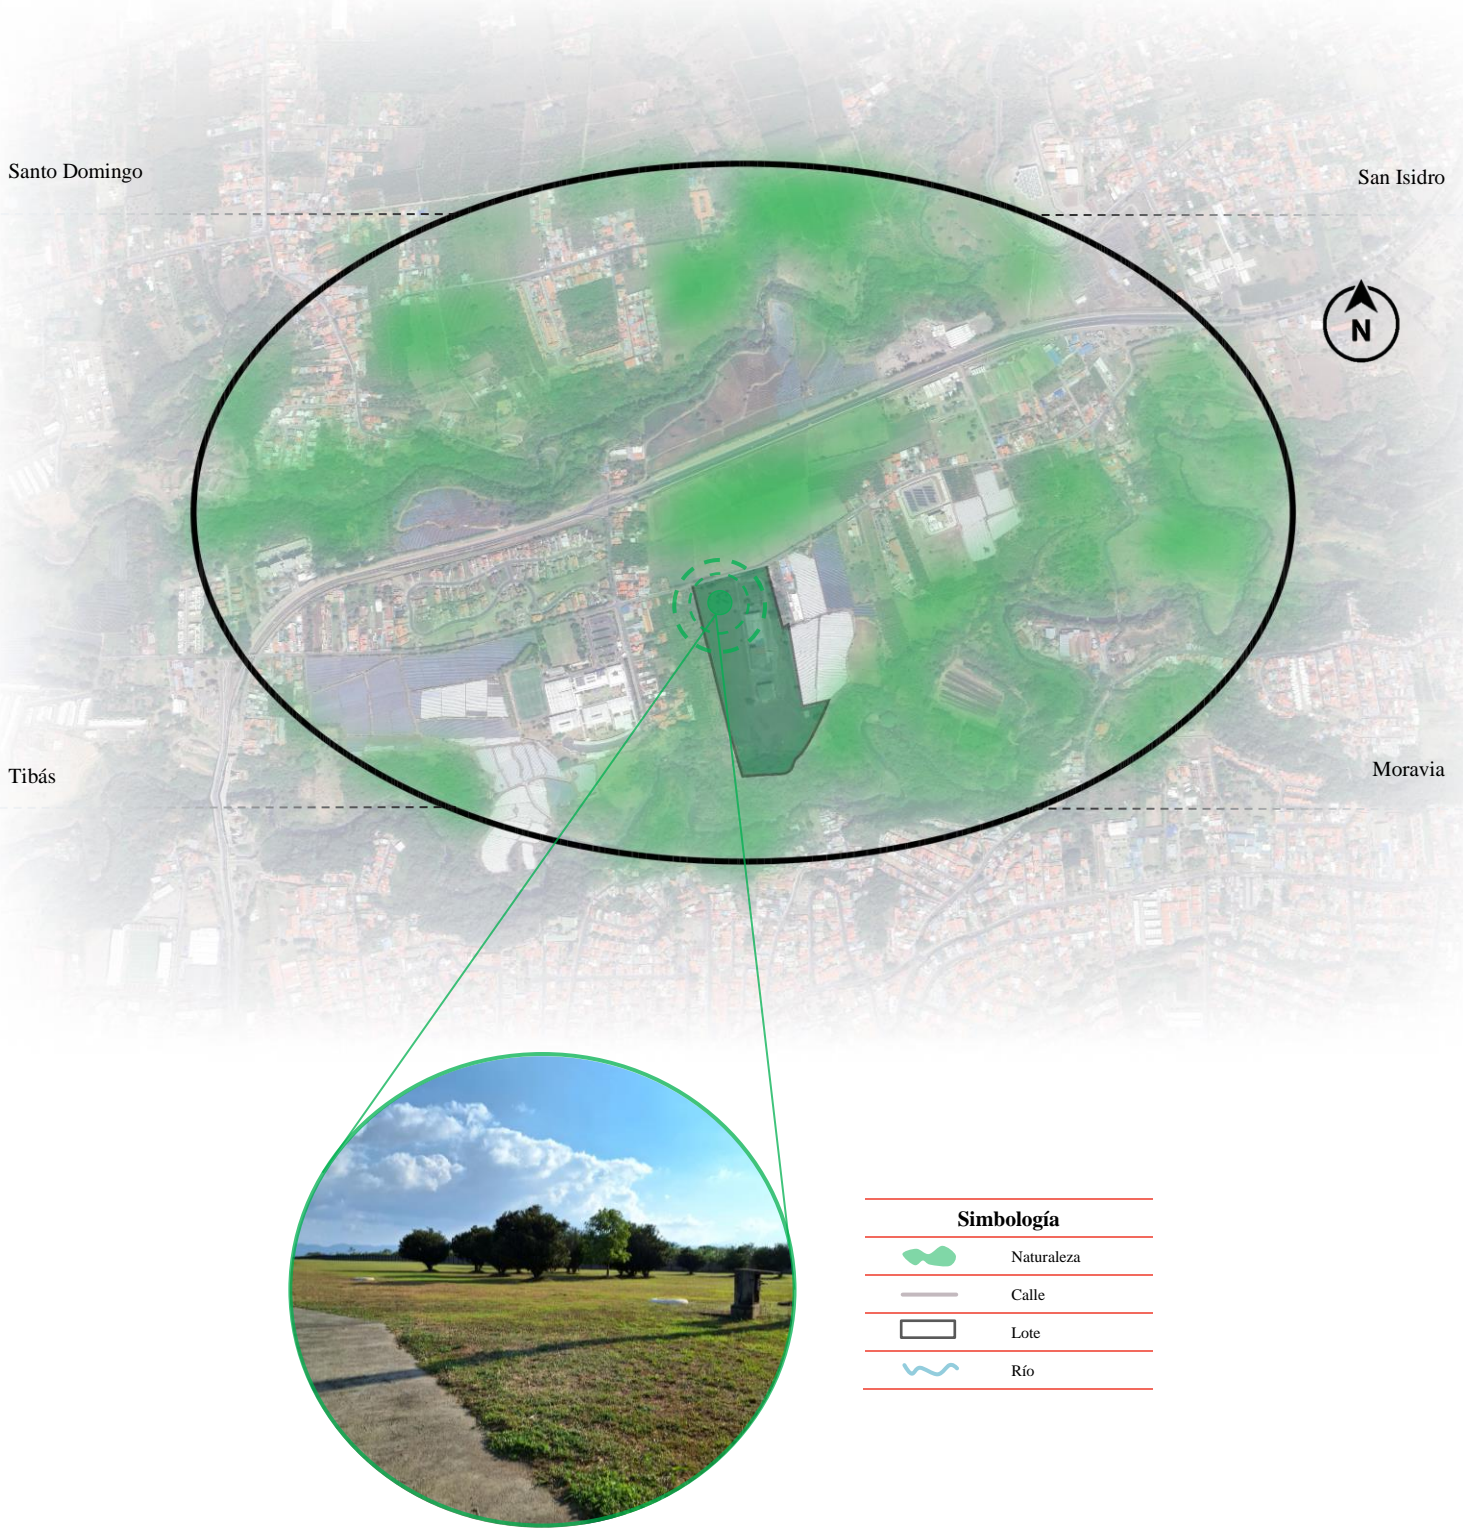 Santo Domingo
San Isidro
N
Tibás
Moravia
Simbología
Naturaleza
Calle
Lote
Río